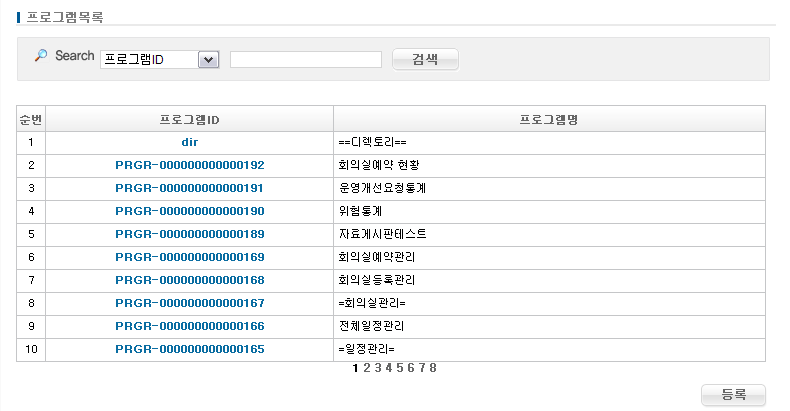 프로그램목록
Search 프로그램ID 검색
순번 프로그램ID 프로그램명
1 dir ==디렉토리==
2 PRGR-000000000000192 회의실예약 현황
3 PRGR-000000000000191 운영개선요청통계
4 PRGR-000000000000190 위험통계
5 PRGR-000000000000189 자료게시판테스트
6 PRGR-000000000000169 회의실예약관리
7 PRGR-000000000000168 회의실등록관리
8 PRGR-000000000000167 =회의실관리=
9 PRGR-000000000000166 전체일정관리
10 PRGR-000000000000165 =일정관리=
1 2 3 4 5 6 7 8
등록